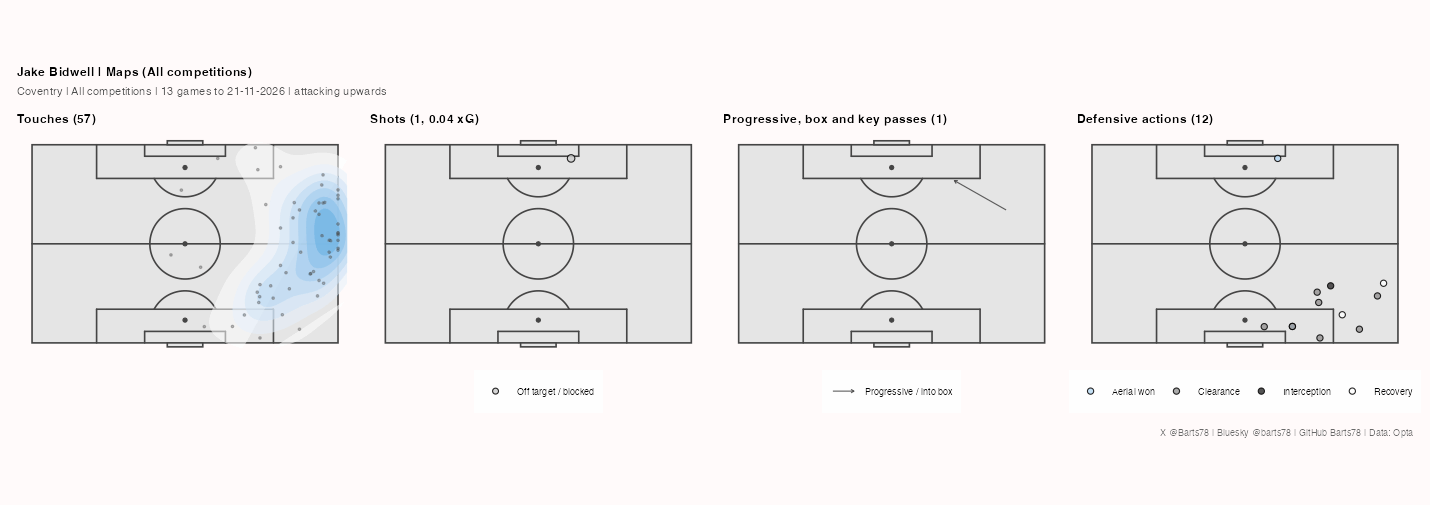 Jake Bidwell | Maps (All competitions)
Coventry | All competitions | 13 games to 21-11-2026 | attacking upwards
Touches (57)
Shots (1, 0.04 xG)
Progressive, box and key passes (1)
Defensive actions (12)
Off target / blocked
Progressive / into box
Aerial won
Clearance
Interception
Recovery
X @Barts78 | Bluesky @barts78 | GitHub Barts78 | Data: Opta